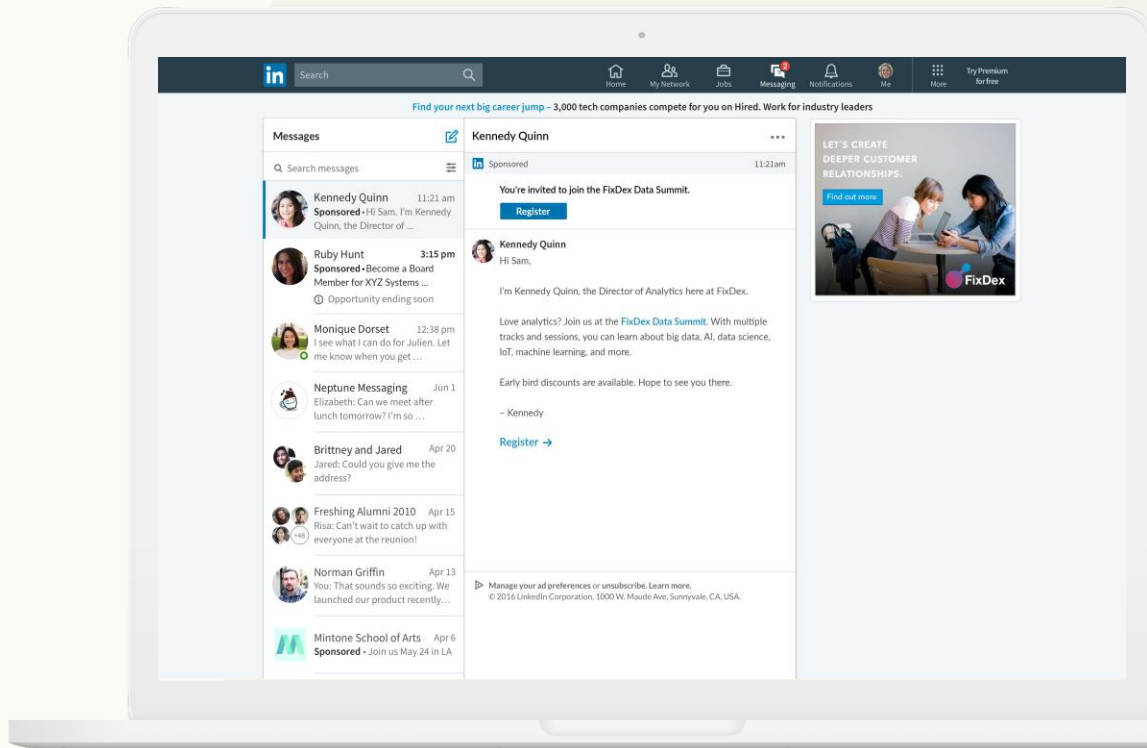 in
Search
Home
My Network
Jobs
2
Messaging
Notifications
Me
More
Try Premium
for free
Find your next big career jump – 3,000 tech companies compete for you on Hired. Work for industry leaders
Messages
Search messages
Kennedy Quinn 11:21 am
Sponsored • Hi Sam. I'm Kennedy
Quinn, the Director of ...
Ruby Hunt 3:15 pm
Sponsored • Become a Board
Member for XYZ Systems ...
Opportunity ending soon
Monique Dorset 12:38 pm
I see what I can do for Julien. Let
me know when you get ...
Neptune Messaging Jun 1
Elizabeth: Can we meet after
lunch tomorrow? I'm so ...
Brittney and Jared Apr 20
Jared: Could you give me the
address?
+48
Freshing Alumni 2010 Apr 15
Risa: Can't wait to catch up with
everyone at the reunion!
Norman Griffin Apr 13
You: That sounds so exciting. We
launched our product recently...
Mintone School of Arts Apr 6
Sponsored • Join us May 24 in LA
Kennedy Quinn
in Sponsored 11:21am
You're invited to join the FixDex Data Summit.
Register
Kennedy Quinn
Hi Sam,
I'm Kennedy Quinn, the Director of Analytics here at FixDex.
Love analytics? Join us at the FixDex Data Summit. With multiple
tracks and sessions, you can learn about big data, AI, data science,
IoT, machine learning, and more.
Early bird discounts are available. Hope to see you there.
– Kennedy
Register →
Manage your ad preferences or unsubscribe. Learn more.
© 2016 LinkedIn Corporation, 1000 W. Maude Ave, Sunnyvale, CA, USA.
LET'S CREATE
DEEPER CUSTOMER
RELATIONSHIPS.
Find out more
FixDex